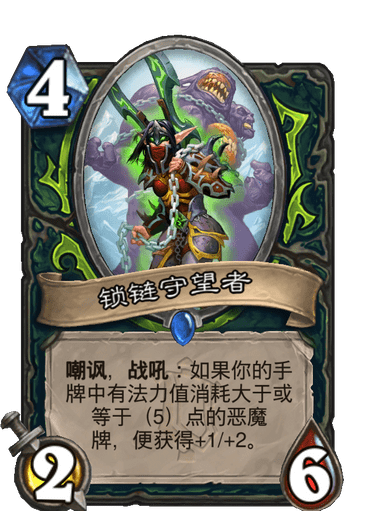 4
锁链守望者
嘲讽，战吼：如果你的手
牌中有法力值消耗大于或
等于（5）点的恶魔
牌，便获得+1/+2。
2
6